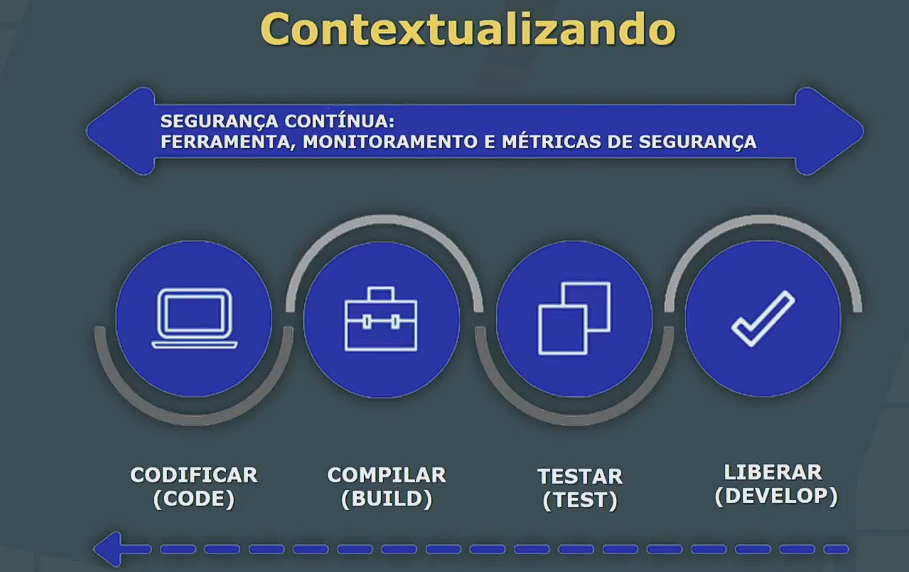 Contextualizando
SEGURANÇA CONTÍNUA:
FERRAMENTA, MONITORAMENTO E MÉTRICAS DE SEGURANÇA
CODIFICAR
(CODE)
COMPILAR
(BUILD)
TESTAR
(TEST)
LIBERAR
(DEVELOP)